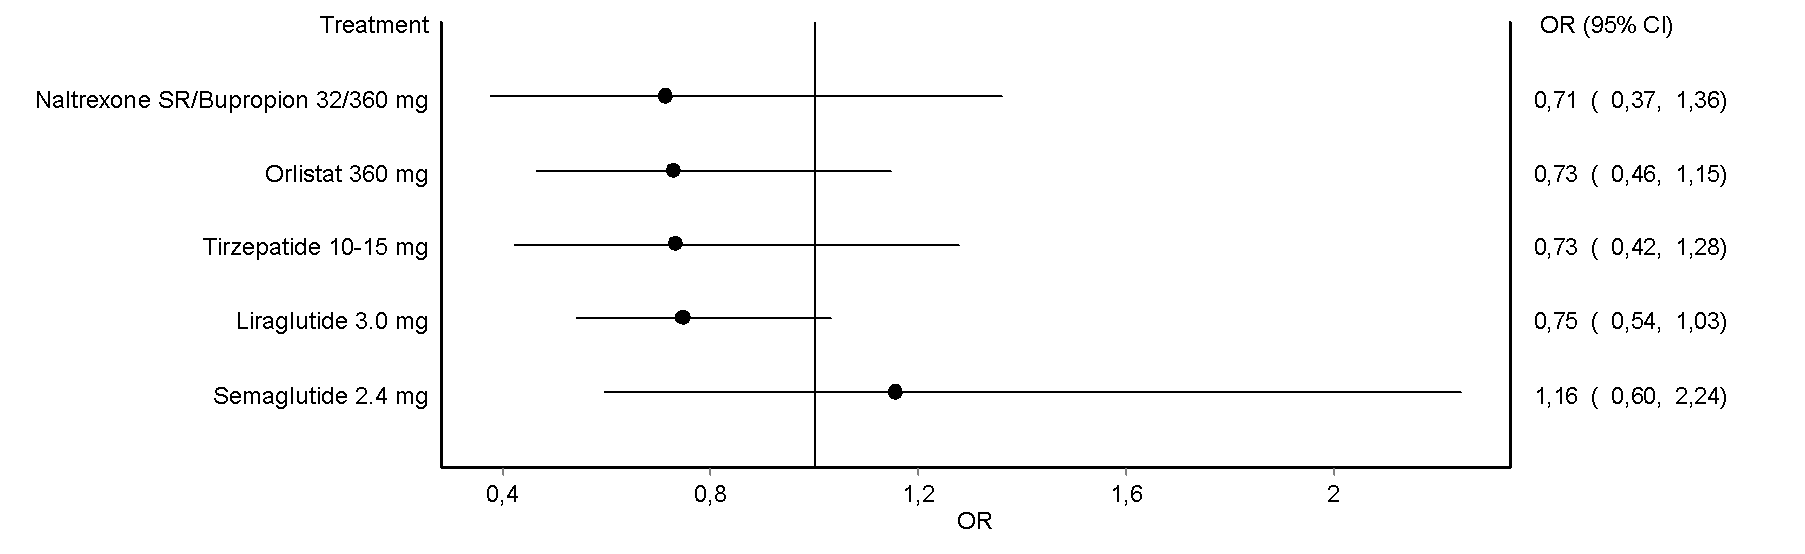 Treatment OR (95% CI)
Naltrexone SR/Bupropion 32/360 mg 0,71 ( 0,37, 1,36)
Orlistat 360 mg 0,73 ( 0,46, 1,15)
Tirzepatide 10-15 mg 0,73 ( 0,42, 1,28)
Liraglutide 3.0 mg 0,75 ( 0,54, 1,03)
Semaglutide 2.4 mg 1,16 ( 0,60, 2,24)
0,4 0,8 1,2 1,6 2
OR